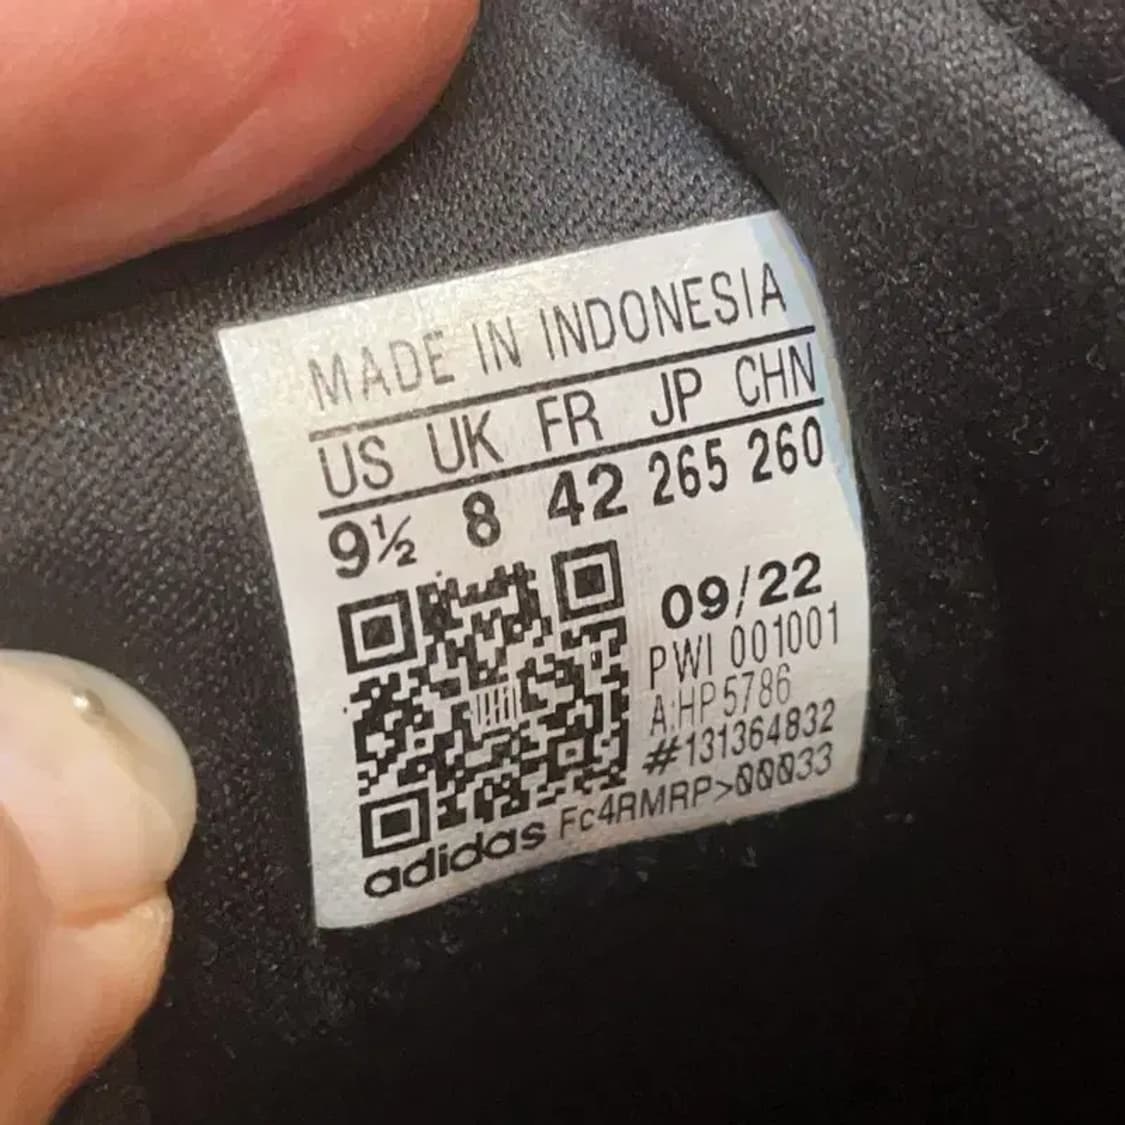 MADE IN INDONESIA
US UK FR JP CHN
9½ 8 42 265 260
09/22
PWI 001001
A:HP5786
#131364832
adidas Fc4RMRP>00033